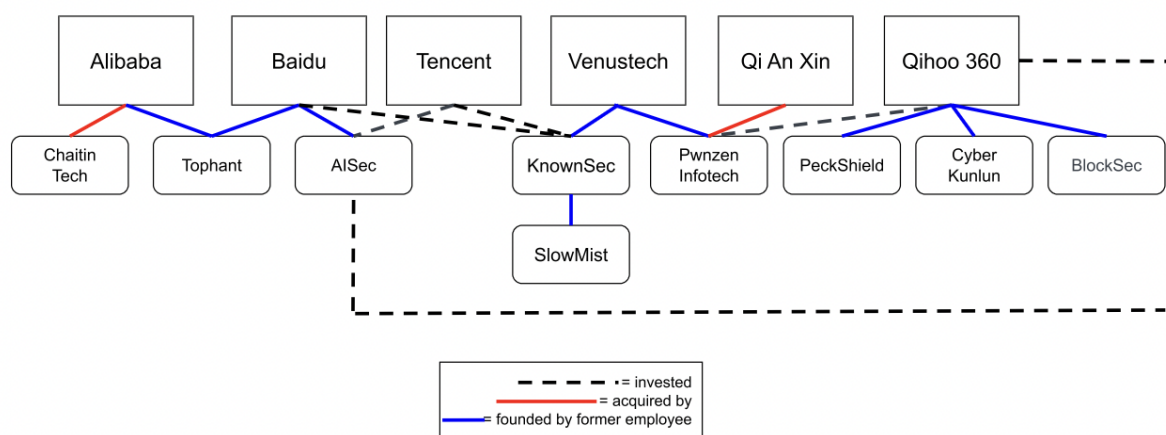 Alibaba
Baidu
Tencent
Venustech
Qi An Xin
Qihoo 360
Chaitin
Tech
Tophant
AISec
KnownSec
Pwnzen
Infotech
PeckShield
Cyber
Kunlun
BlockSec
SlowMist
= invested
= acquired by
= founded by former employee